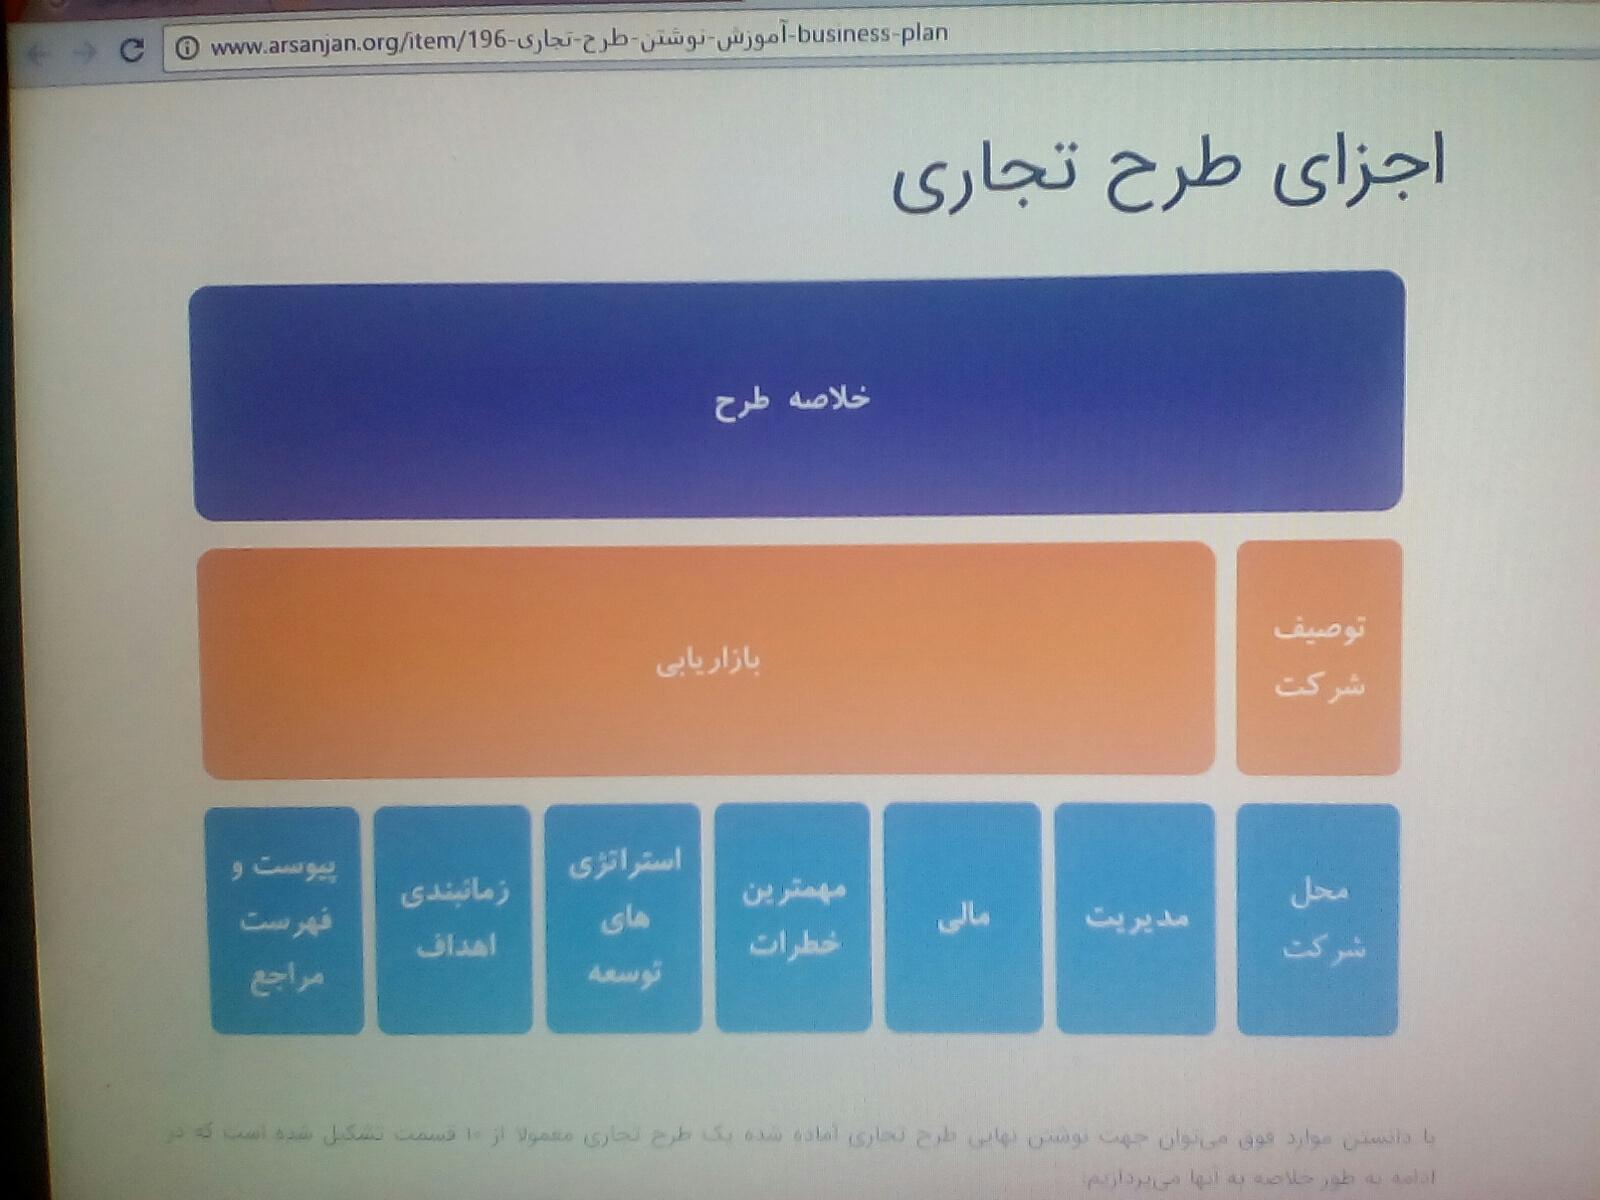 www.arsanjan.org/item/196-آموزش-نوشتن-طرح-تجاری-business-plan
اجزای طرح تجاری
خلاصه طرح
توصیف
شرکت
بازاریابی
محل
شرکت
مدیریت
مالی
مهمترین
خطرات
استراتژی
های
توسعه
زمانبندی
اهداف
پیوست و
فهرست
مراجع
با دانستن موارد فوق می‌توان جهت نوشتن نهایی طرح تجاری آماده شده یک طرح تجاری معمولا از ۱۰ قسمت تشکیل شده است که در
ادامه به طور خلاصه به آنها می‌پردازیم: